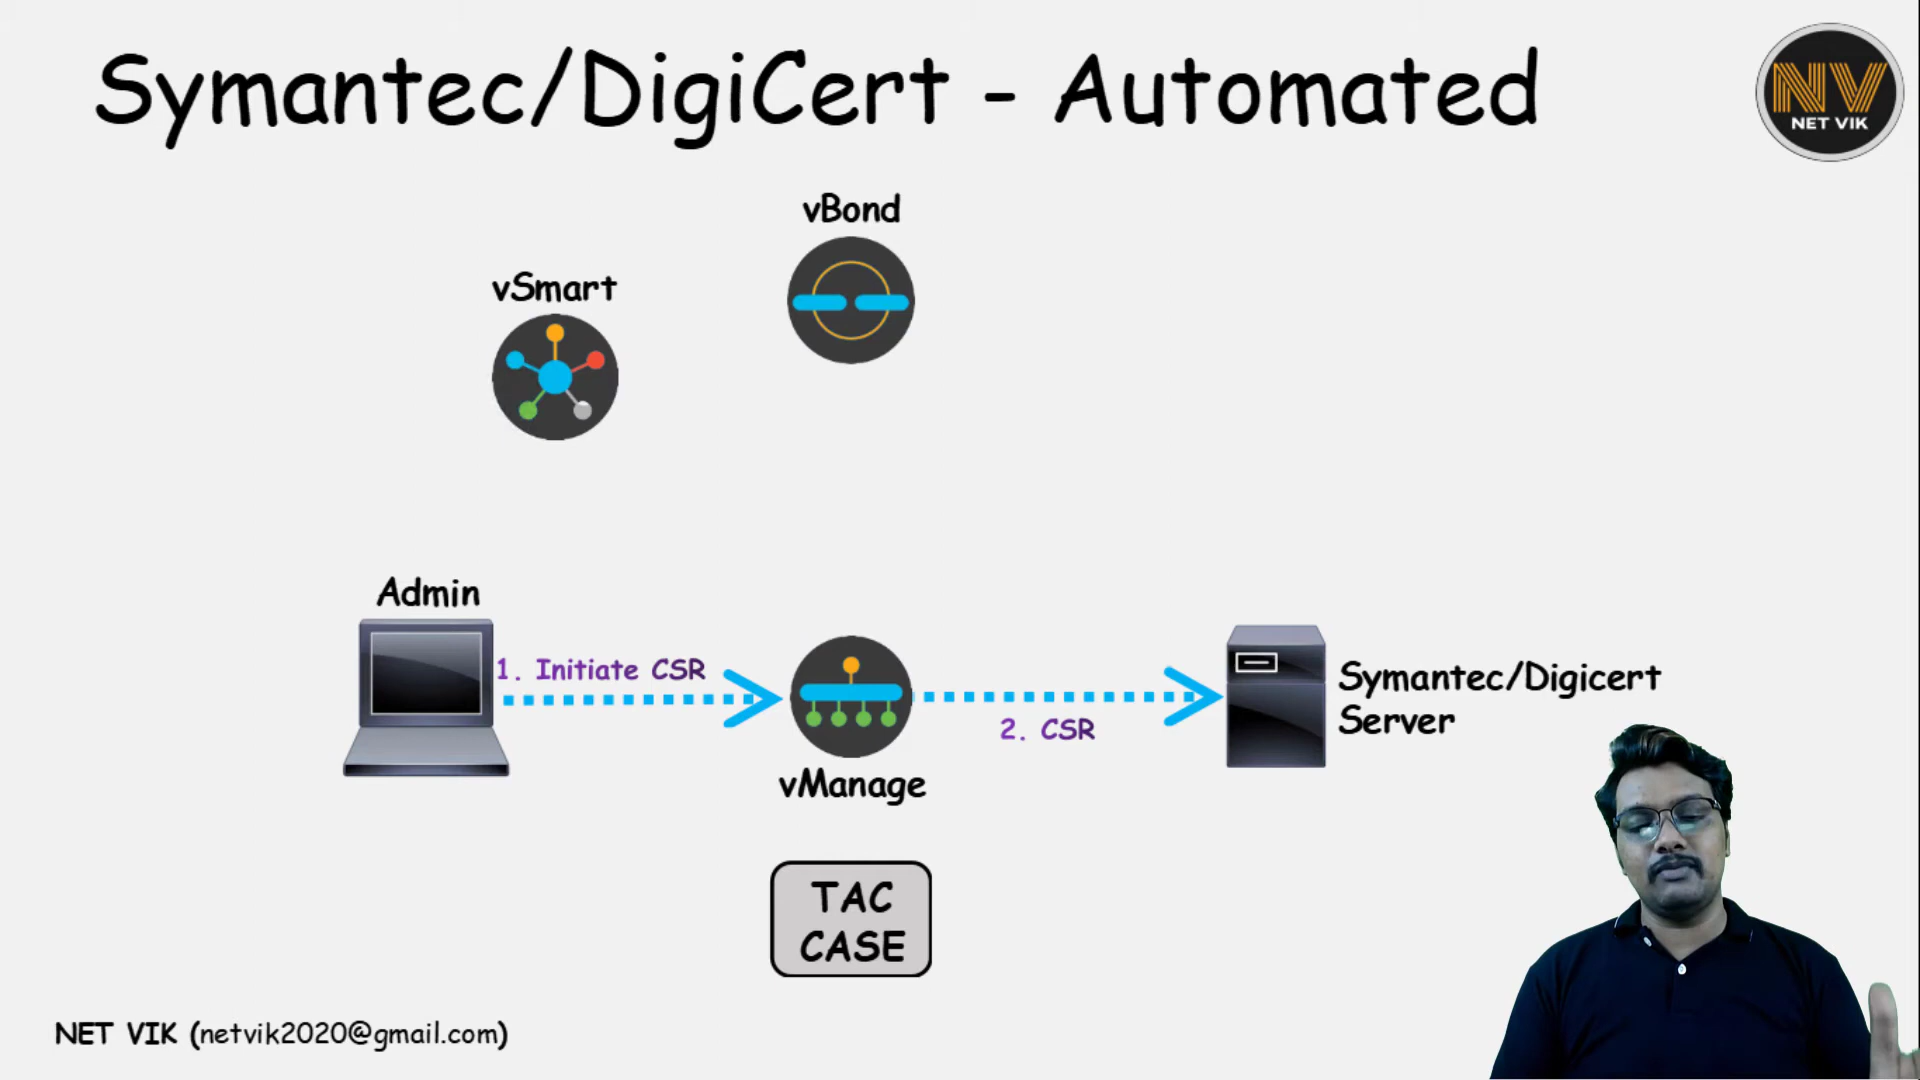 Symantec/DigiCert - Automated
NV
NET VIK
vBond
vSmart
Admin
1. Initiate CSR
2. CSR
Symantec/Digicert
Server
vManage
TAC
CASE
NET VIK (netvik2020@gmail.com)